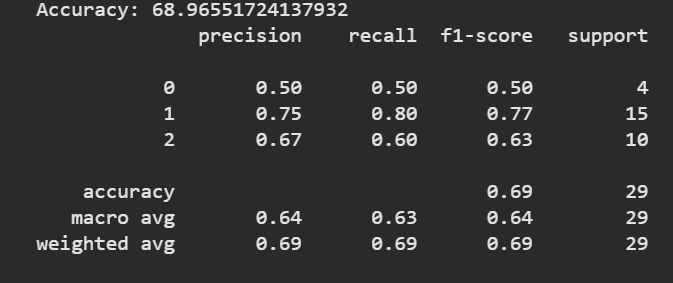 Accuracy: 68.96551724137932
precision recall f1-score support
0 0.50 0.50 0.50 4
1 0.75 0.80 0.77 15
2 0.67 0.60 0.63 10
accuracy 0.69 29
macro avg 0.64 0.63 0.64 29
weighted avg 0.69 0.69 0.69 29